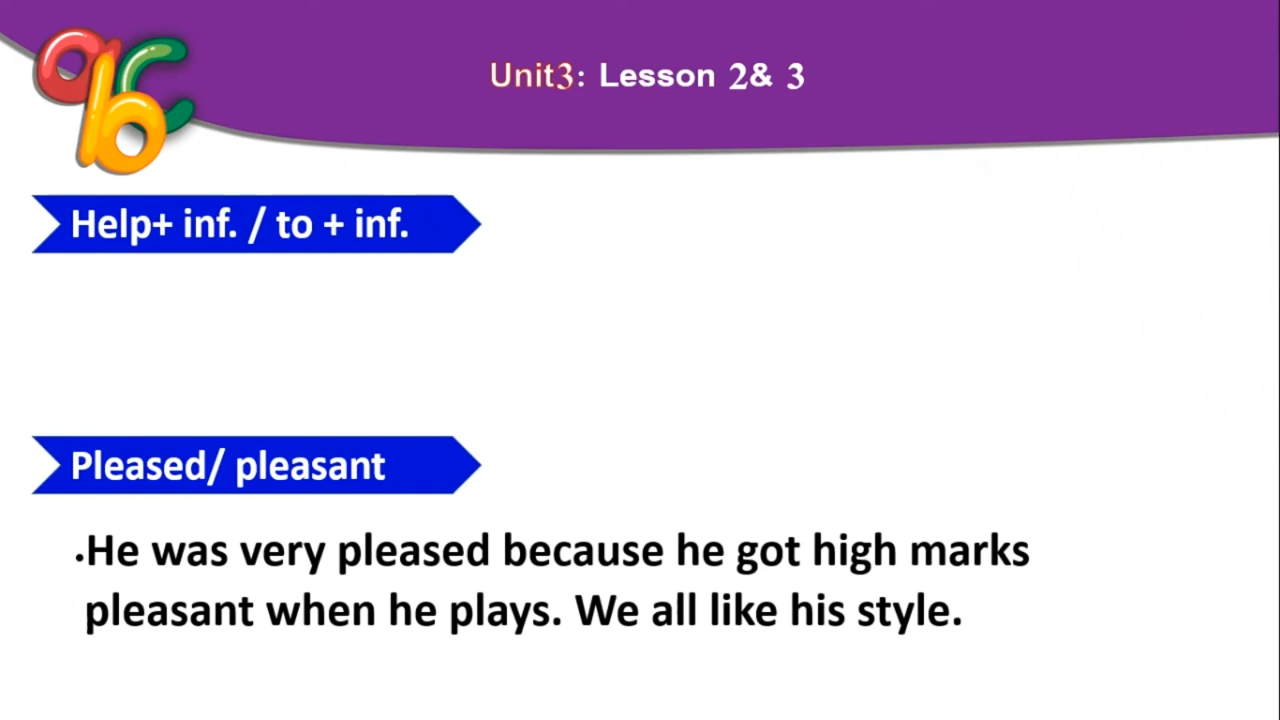 abc
Unit3: Lesson 2& 3
Help+ inf. / to + inf.
Pleased/ pleasant
.He was very pleased because he got high marks
pleasant when he plays. We all like his style.